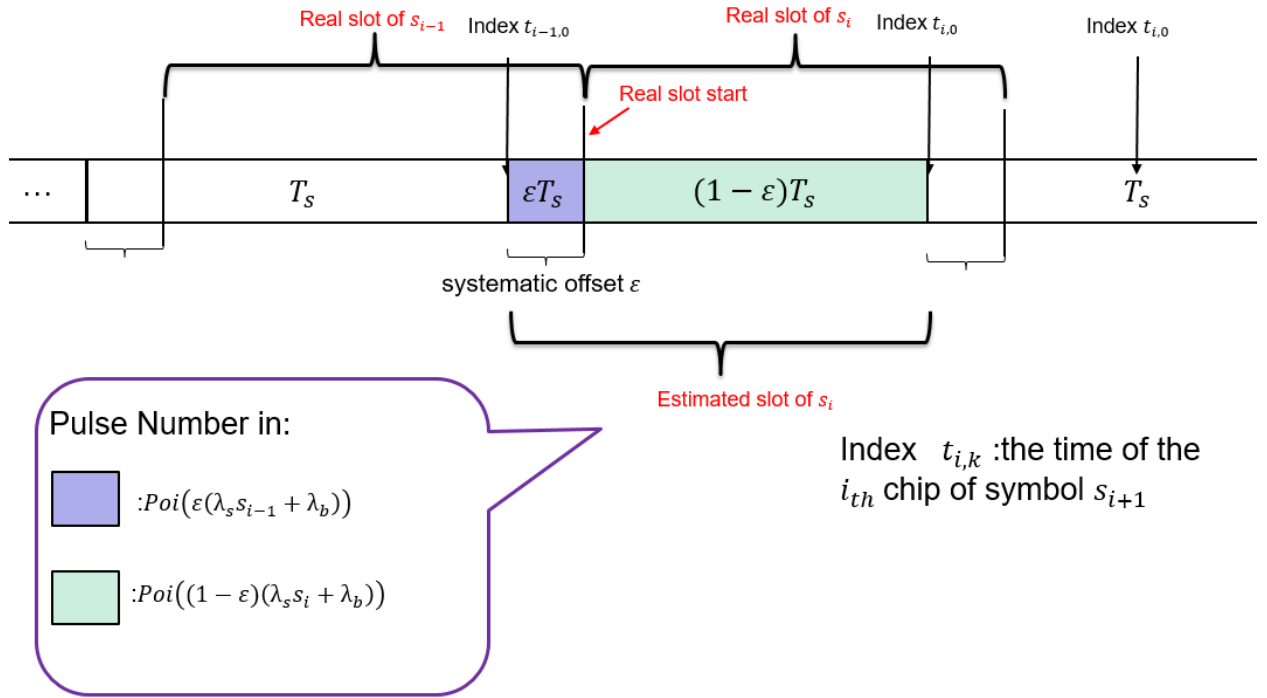 Real slot of s_{i−1}
Index t_{i−1,0}
Real slot of s_i
Index t_{i,0}
Index t_{i,0}
Real slot start
⋯
T_s
εT_s
(1 − ε)T_s
T_s
systematic offset ε
Estimated slot of s_i
Pulse Number in:
:Poi(ε(λ_s s_{i−1} + λ_b))
:Poi((1 − ε)(λ_s s_i + λ_b))
Index t_{i,k} :the time of the
i_{th} chip of symbol s_{i+1}